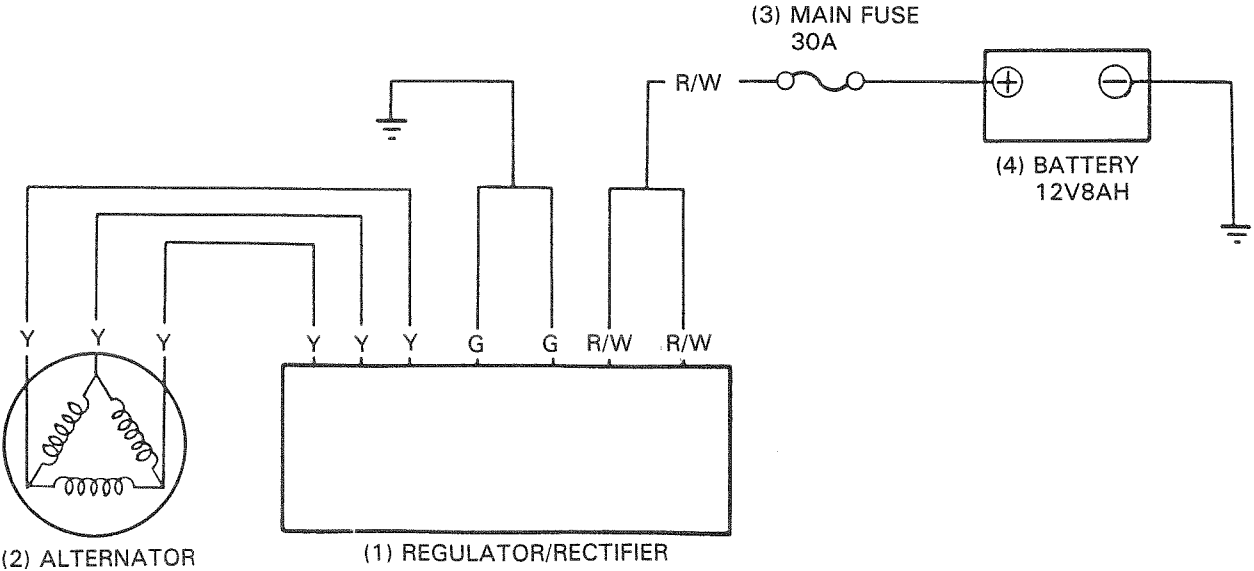 (3) MAIN FUSE
30A
R/W
(4) BATTERY
12V8AH
Y Y Y Y Y Y G G R/W R/W
(2) ALTERNATOR
(1) REGULATOR/RECTIFIER